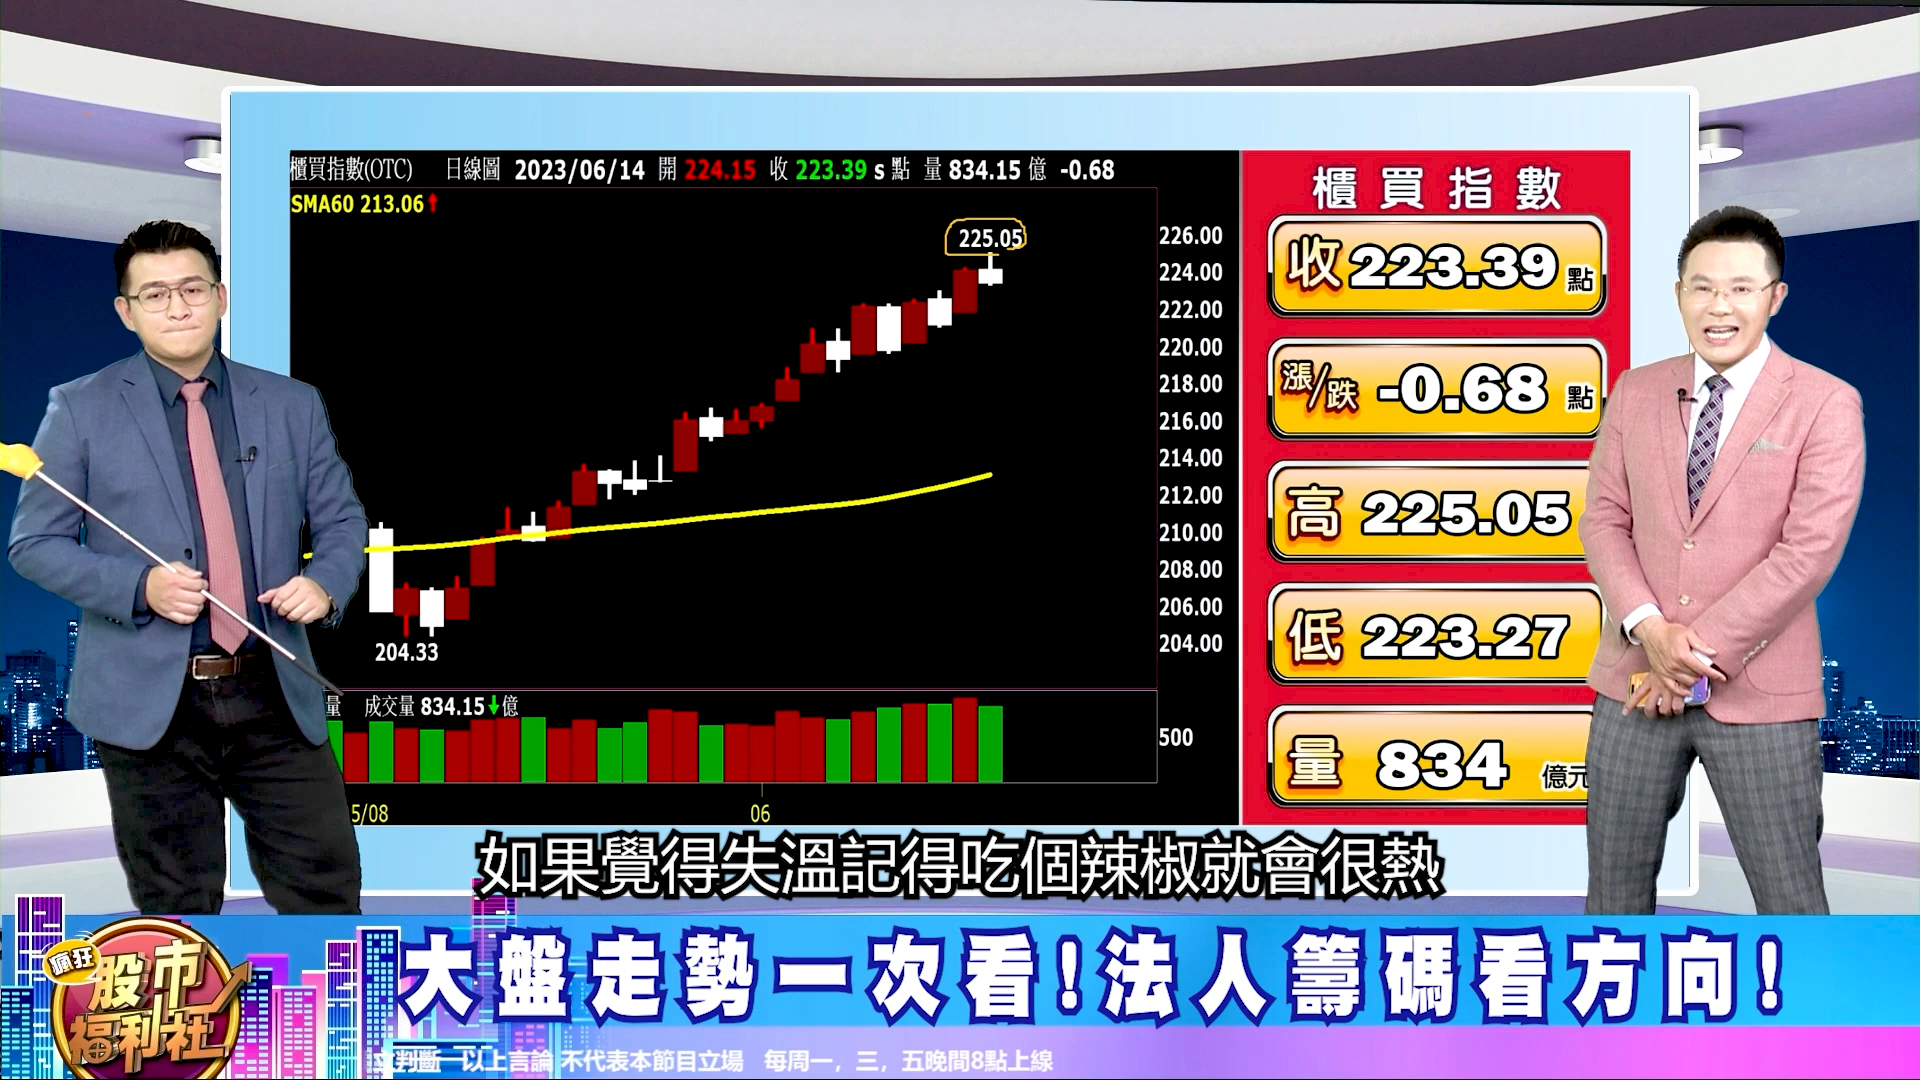 櫃買指數(OTC) 日線圖 2023/06/14 開 224.15 收 223.39 s 點 量 834.15 億 -0.68
SMA60 213.06↑
225.05
204.33
226.00
224.00
222.00
220.00
218.00
216.00
214.00
212.00
210.00
208.00
206.00
204.00
量 成交量 834.15↓億
500
5/08
06
櫃買指數
收 223.39 點
漲/跌 -0.68 點
高 225.05
低 223.27
量 834 億元
如果覺得失溫記得吃個辣椒就會很熱
大盤走勢一次看!法人籌碼看方向!
瘋狂
股市
福利社
立判斷 以上言論 不代表本節目立場 每周一, 三, 五晚間8點上線